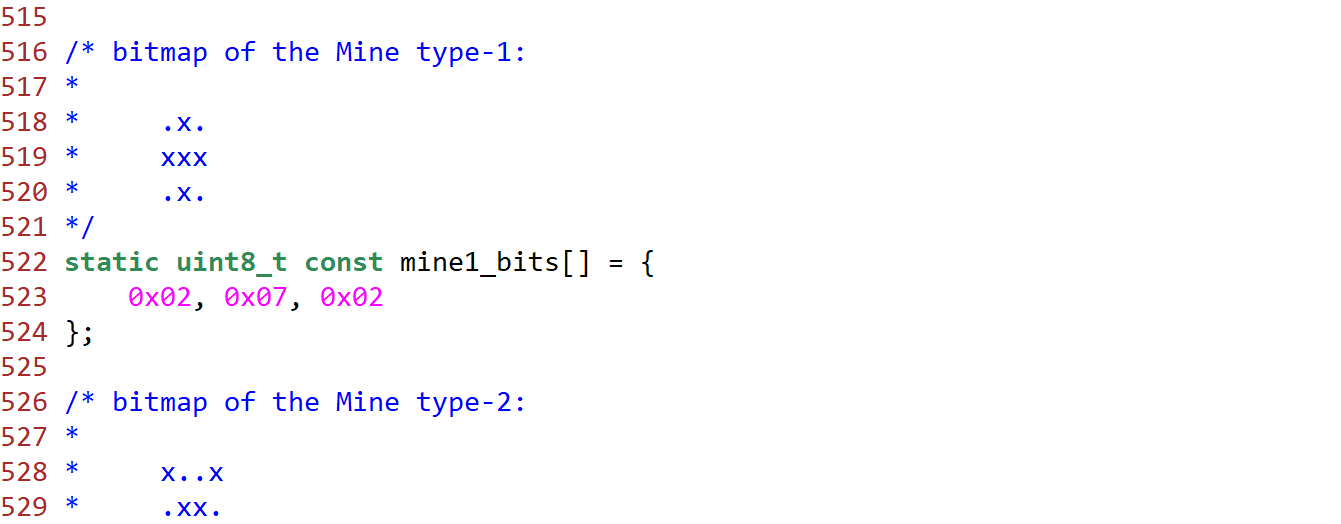 515
516 /* bitmap of the Mine type-1:
517 *
518 *     .x.
519 *     xxx
520 *     .x.
521 */
522 static uint8_t const mine1_bits[] = {
523     0x02, 0x07, 0x02
524 };
525
526 /* bitmap of the Mine type-2:
527 *
528 *     x..x
529 *     .xx.